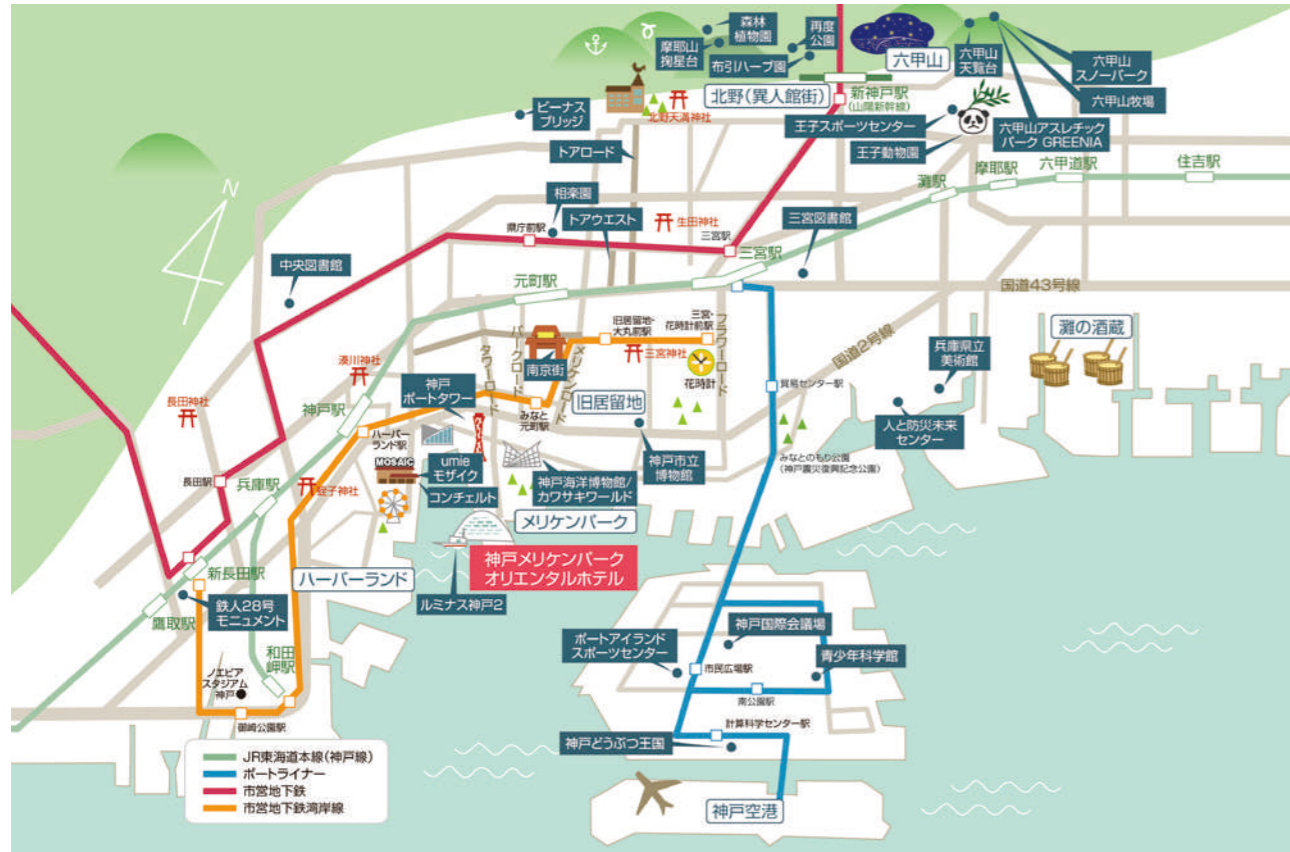 森林
植物園
再度
公園
摩耶山
掬星台
布引ハーブ園
六甲山
六甲山
天覧台
六甲山
スノーパーク
六甲山牧場
六甲山アスレチック
パーク GREENIA
北野(異人館街)
新神戸駅
(山陽新幹線)
北野天満神社
ビーナス
ブリッジ
王子スポーツセンター
王子動物園
トアロード
N
相楽園
県庁前駅
トアウエスト
生田神社
三宮駅
三宮駅
三宮図書館
灘駅
摩耶駅
六甲道駅
住吉駅
中央図書館
元町駅
国道43号線
国道2号線
旧居留地・
大丸前駅
三宮・
花時計前駅
フラワーロード
三宮神社
花時計
パークロード
タワーロード
メリケンロード
南京街
みなと
元町駅
旧居留地
貿易センター駅
兵庫県立
美術館
灘の酒蔵
人と防災未来
センター
みなとのもり公園
(神戸震災復興記念公園)
湊川神社
長田神社
神戸駅
神戸
ポートタワー
ハーバー
ランド駅
MOSAIC
umie
モザイク
コンチェルト
神戸海洋博物館/
カワサキワールド
神戸市立
博物館
メリケンパーク
長田駅
兵庫駅
神戸メリケンパーク
オリエンタルホテル
ハーバーランド
ルミナス神戸2
新長田駅
鷹取駅
鉄人28号
モニュメント
和田
岬駅
ノエビア
スタジアム
神戸
御崎公園駅
神戸国際会議場
ポートアイランド
スポーツセンター
市民広場駅
青少年科学館
南公園駅
計算科学センター駅
神戸どうぶつ王国
神戸空港
JR東海道本線(神戸線)
ポートライナー
市営地下鉄
市営地下鉄湾岸線